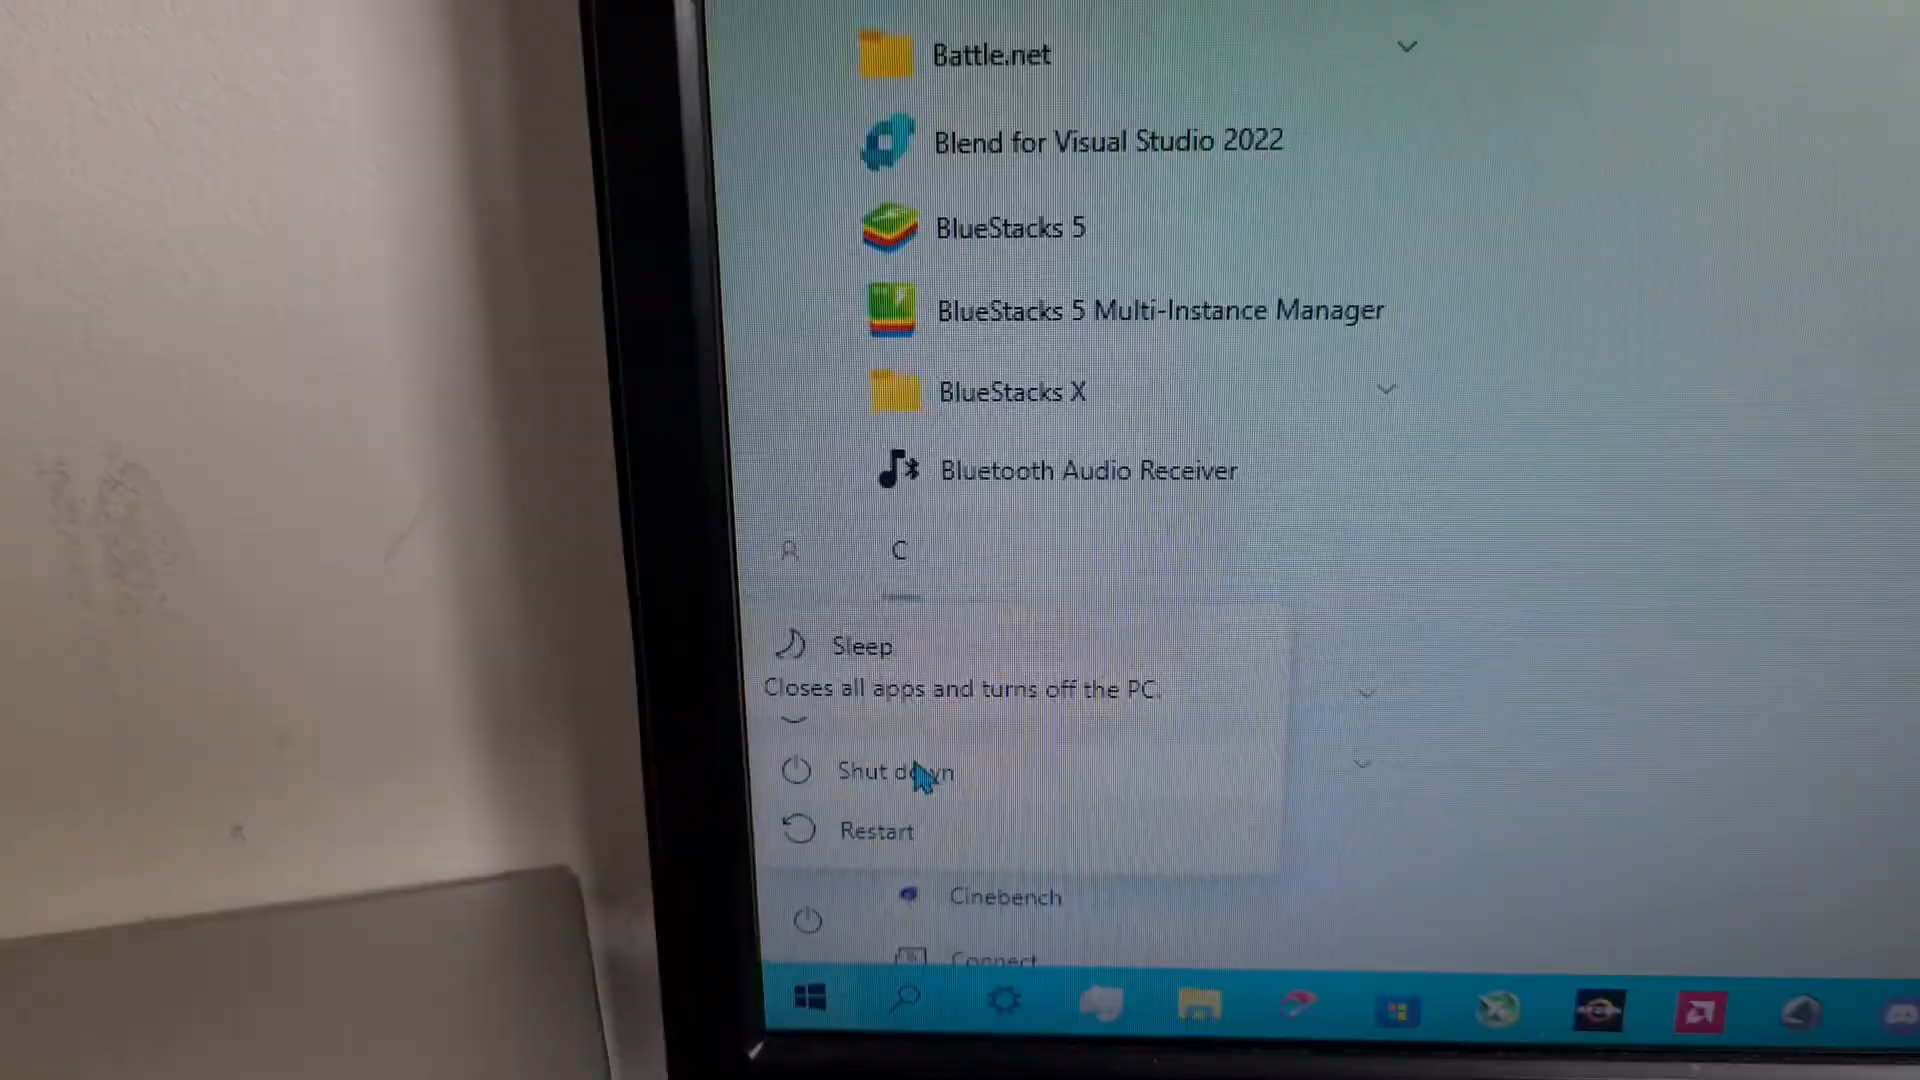 Battle.net
Blend for Visual Studio 2022
BlueStacks 5
BlueStacks 5 Multi-Instance Manager
BlueStacks X
Bluetooth Audio Receiver
C
Sleep
Closes all apps and turns off the PC.
Shut down
Restart
Cinebench
Connect